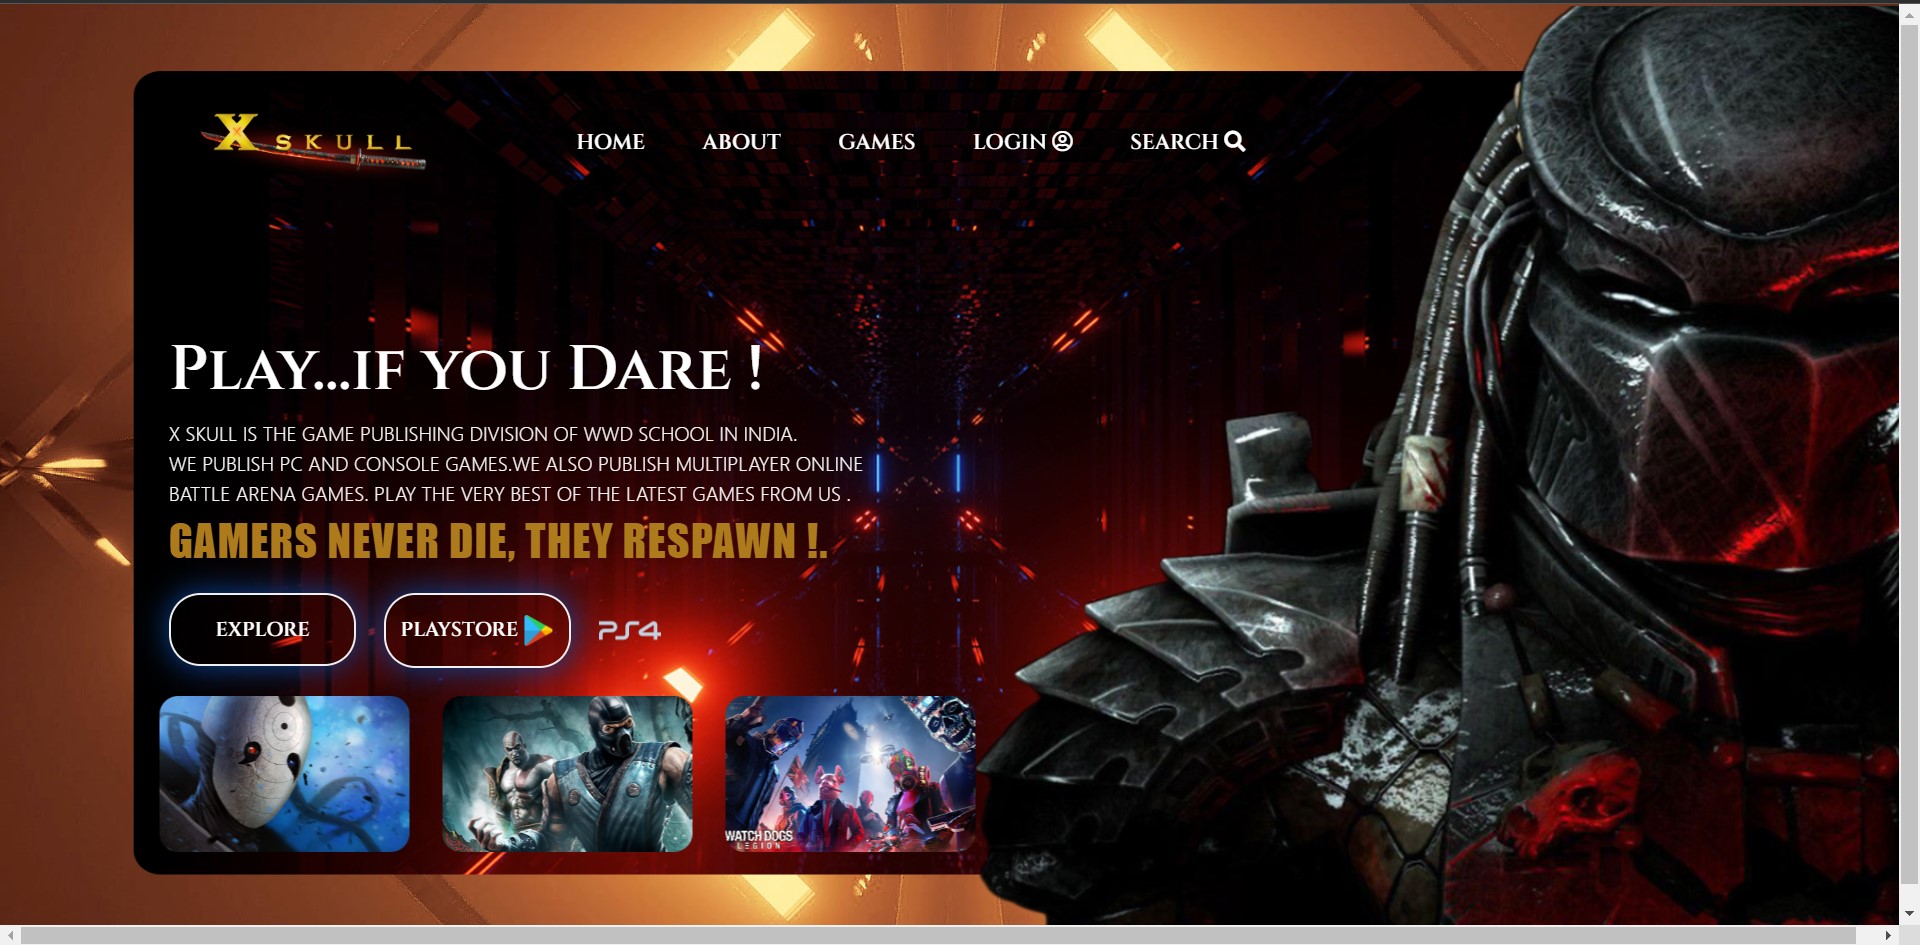 X SKULL
HOME ABOUT GAMES LOGIN SEARCH
PLAY...IF YOU DARE !
X SKULL IS THE GAME PUBLISHING DIVISION OF WWD SCHOOL IN INDIA.
WE PUBLISH PC AND CONSOLE GAMES.WE ALSO PUBLISH MULTIPLAYER ONLINE
BATTLE ARENA GAMES. PLAY THE VERY BEST OF THE LATEST GAMES FROM US .
GAMERS NEVER DIE, THEY RESPAWN !.
EXPLORE PLAYSTORE PS4
WATCH DOGS
LEGION